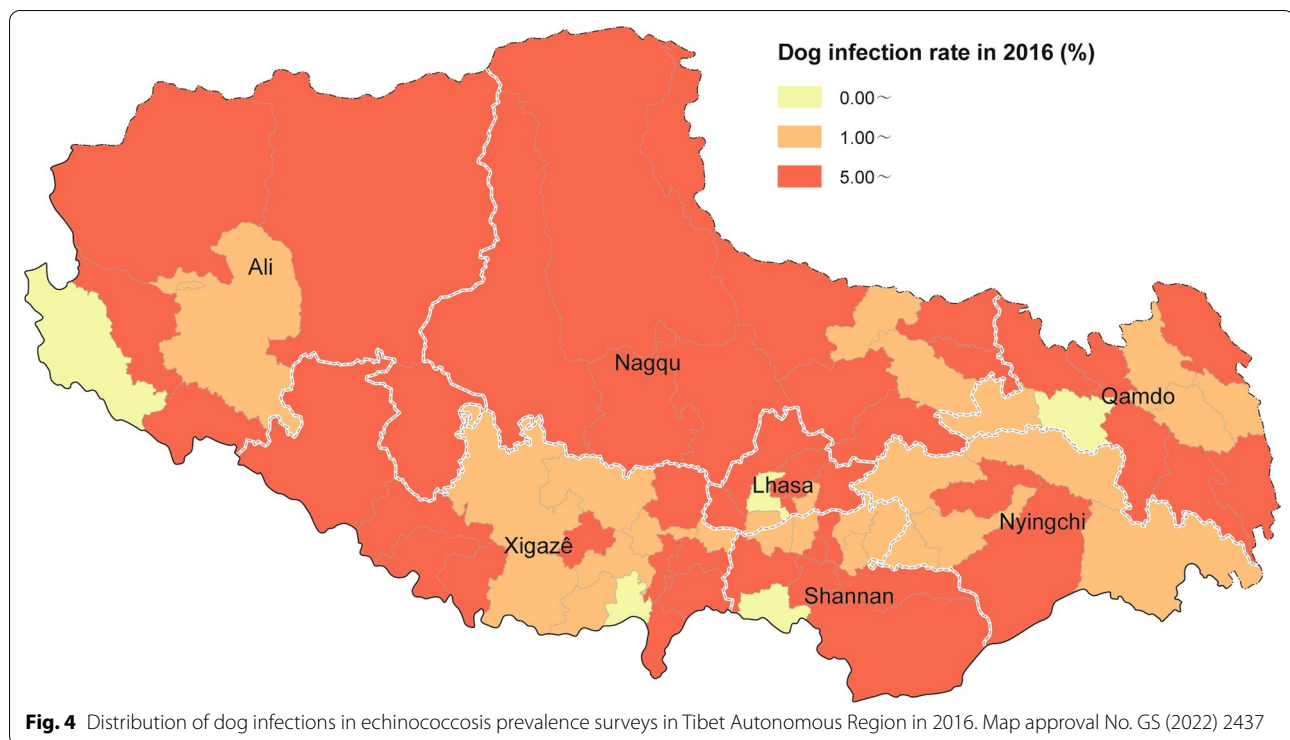 Dog infection rate in 2016 (%)
0.00～
1.00～
5.00～
Ali
Nagqu
Qamdo
Lhasa
Nyingchi
Xigazê
Shannan
Fig. 4 Distribution of dog infections in echinococcosis prevalence surveys in Tibet Autonomous Region in 2016. Map approval No. GS (2022) 2437